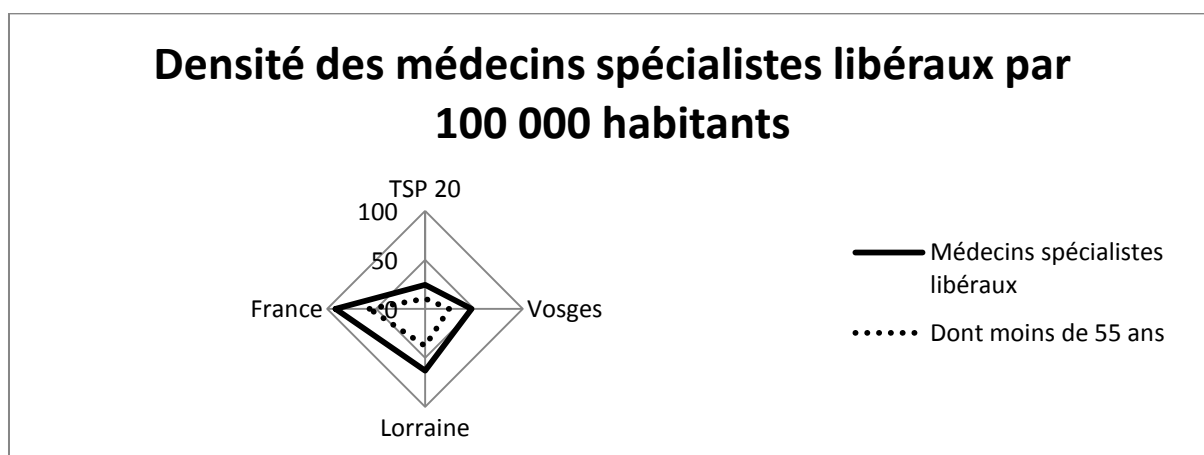 Densité des médecins spécialistes libéraux par
100 000 habitants
TSP 20
100
50
0
France
Vosges
Lorraine
Médecins spécialistes
libéraux
Dont moins de 55 ans